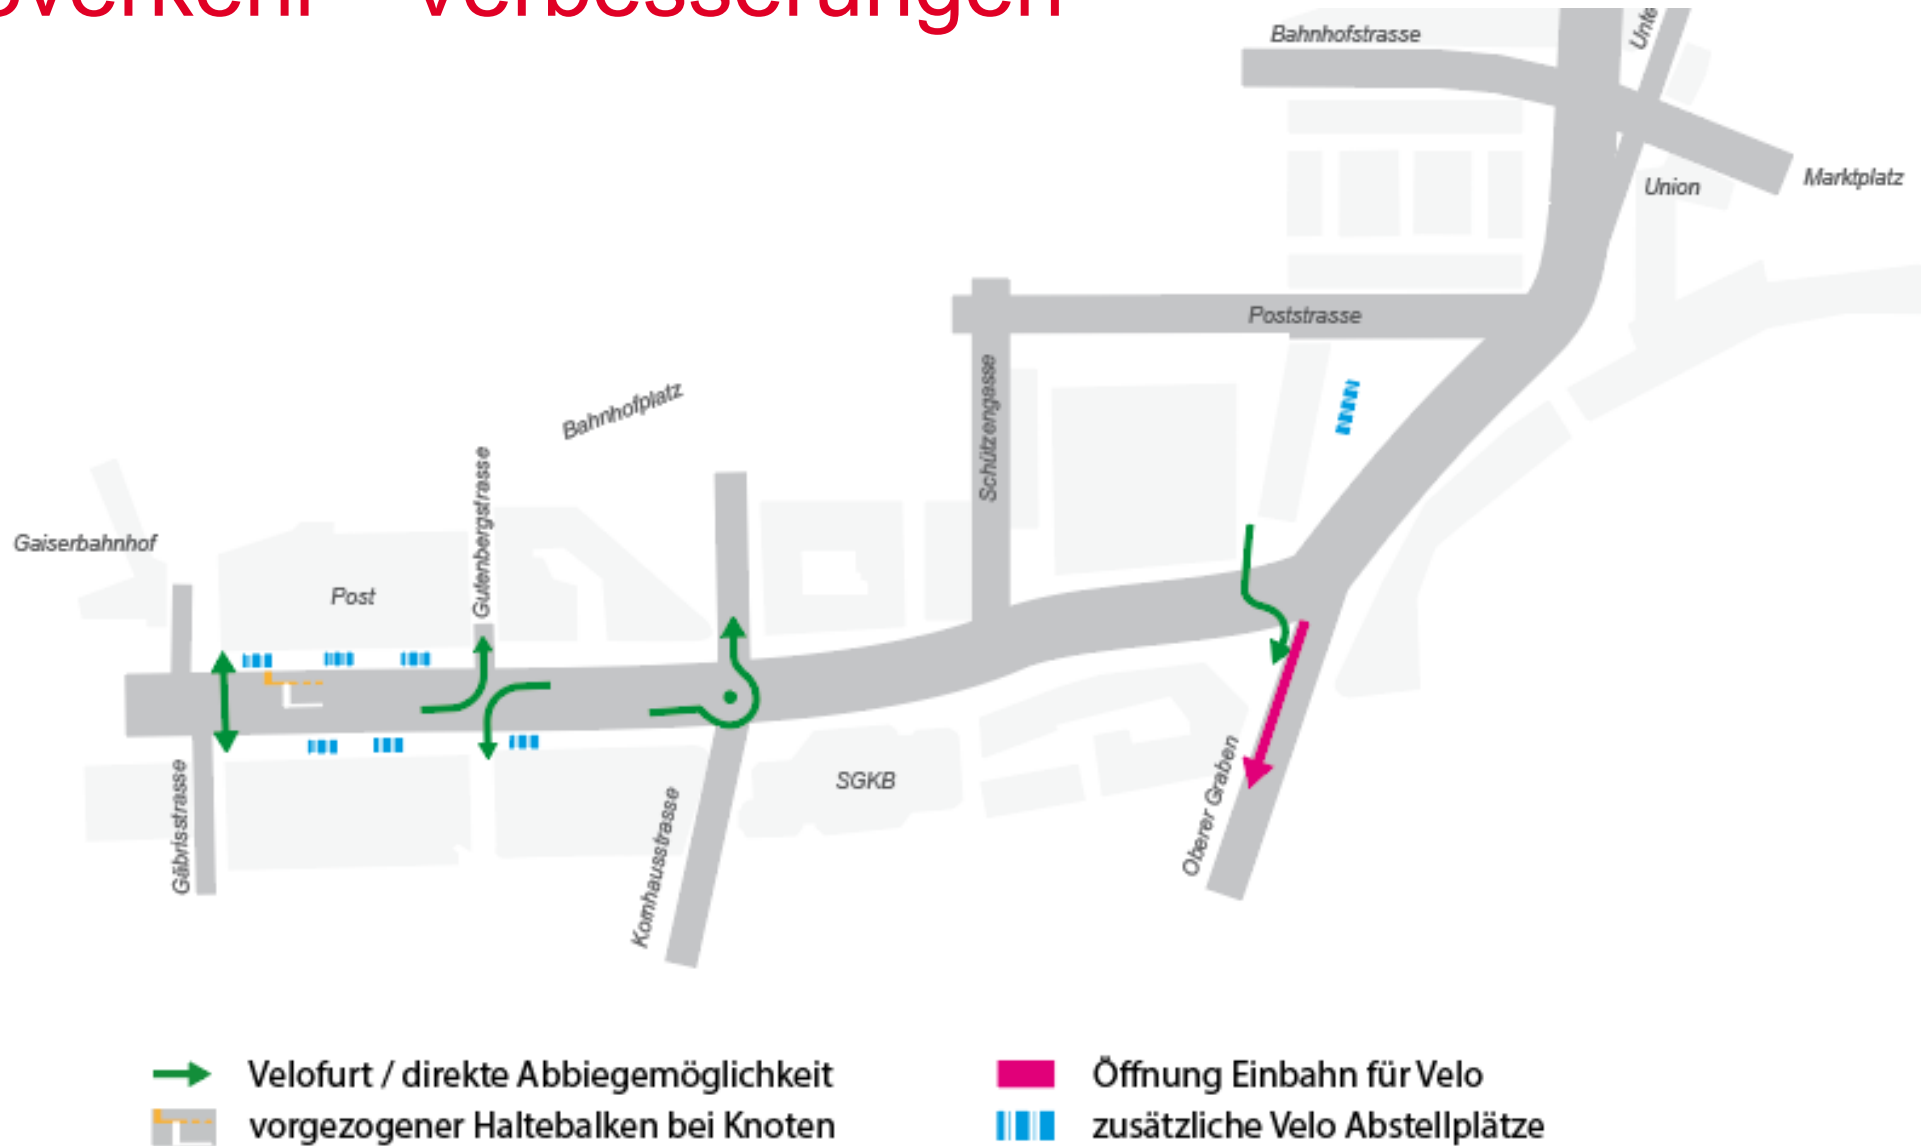 Verbesserungen
Bahnhofstrasse
Marktplatz
Union
Poststrasse
Schützengasse
Bahnhofplatz
Gutenbergstrasse
Gaiserbahnhof
Post
SGKB
Gäbrisstrasse
Kornhausstrasse
Oberer Graben
Velofurt / direkte Abbiegemöglichkeit
vorgezogener Haltebalken bei Knoten
Öffnung Einbahn für Velo
zusätzliche Velo Abstellplätze